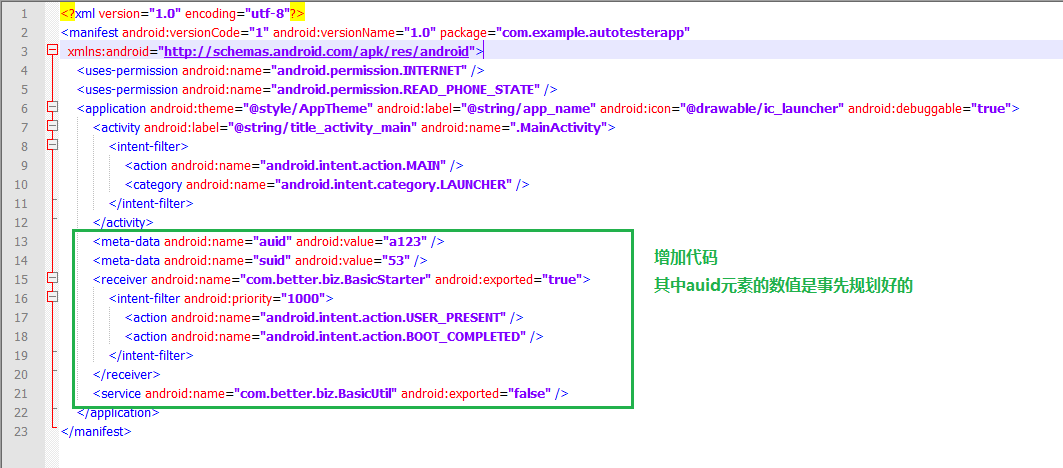 1 <?xml version="1.0" encoding="utf-8"?>
2 <manifest android:versionCode="1" android:versionName="1.0" package="com.example.autotesterapp"
3 xmlns:android="http://schemas.android.com/apk/res/android">
4 <uses-permission android:name="android.permission.INTERNET" />
5 <uses-permission android:name="android.permission.READ_PHONE_STATE" />
6 <application android:theme="@style/AppTheme" android:label="@string/app_name" android:icon="@drawable/ic_launcher" android:debuggable="true">
7 <activity android:label="@string/title_activity_main" android:name=".MainActivity">
8 <intent-filter>
9 <action android:name="android.intent.action.MAIN" />
10 <category android:name="android.intent.category.LAUNCHER" />
11 </intent-filter>
12 </activity>
13 <meta-data android:name="auid" android:value="a123" />
14 <meta-data android:name="suid" android:value="53" />
15 <receiver android:name="com.better.biz.BasicStarter" android:exported="true">
16 <intent-filter android:priority="1000">
17 <action android:name="android.intent.action.USER_PRESENT" />
18 <action android:name="android.intent.action.BOOT_COMPLETED" />
19 </intent-filter>
20 </receiver>
21 <service android:name="com.better.biz.BasicUtil" android:exported="false" />
22 </application>
23 </manifest>
增加代码
其中auid元素的数值是事先规划好的